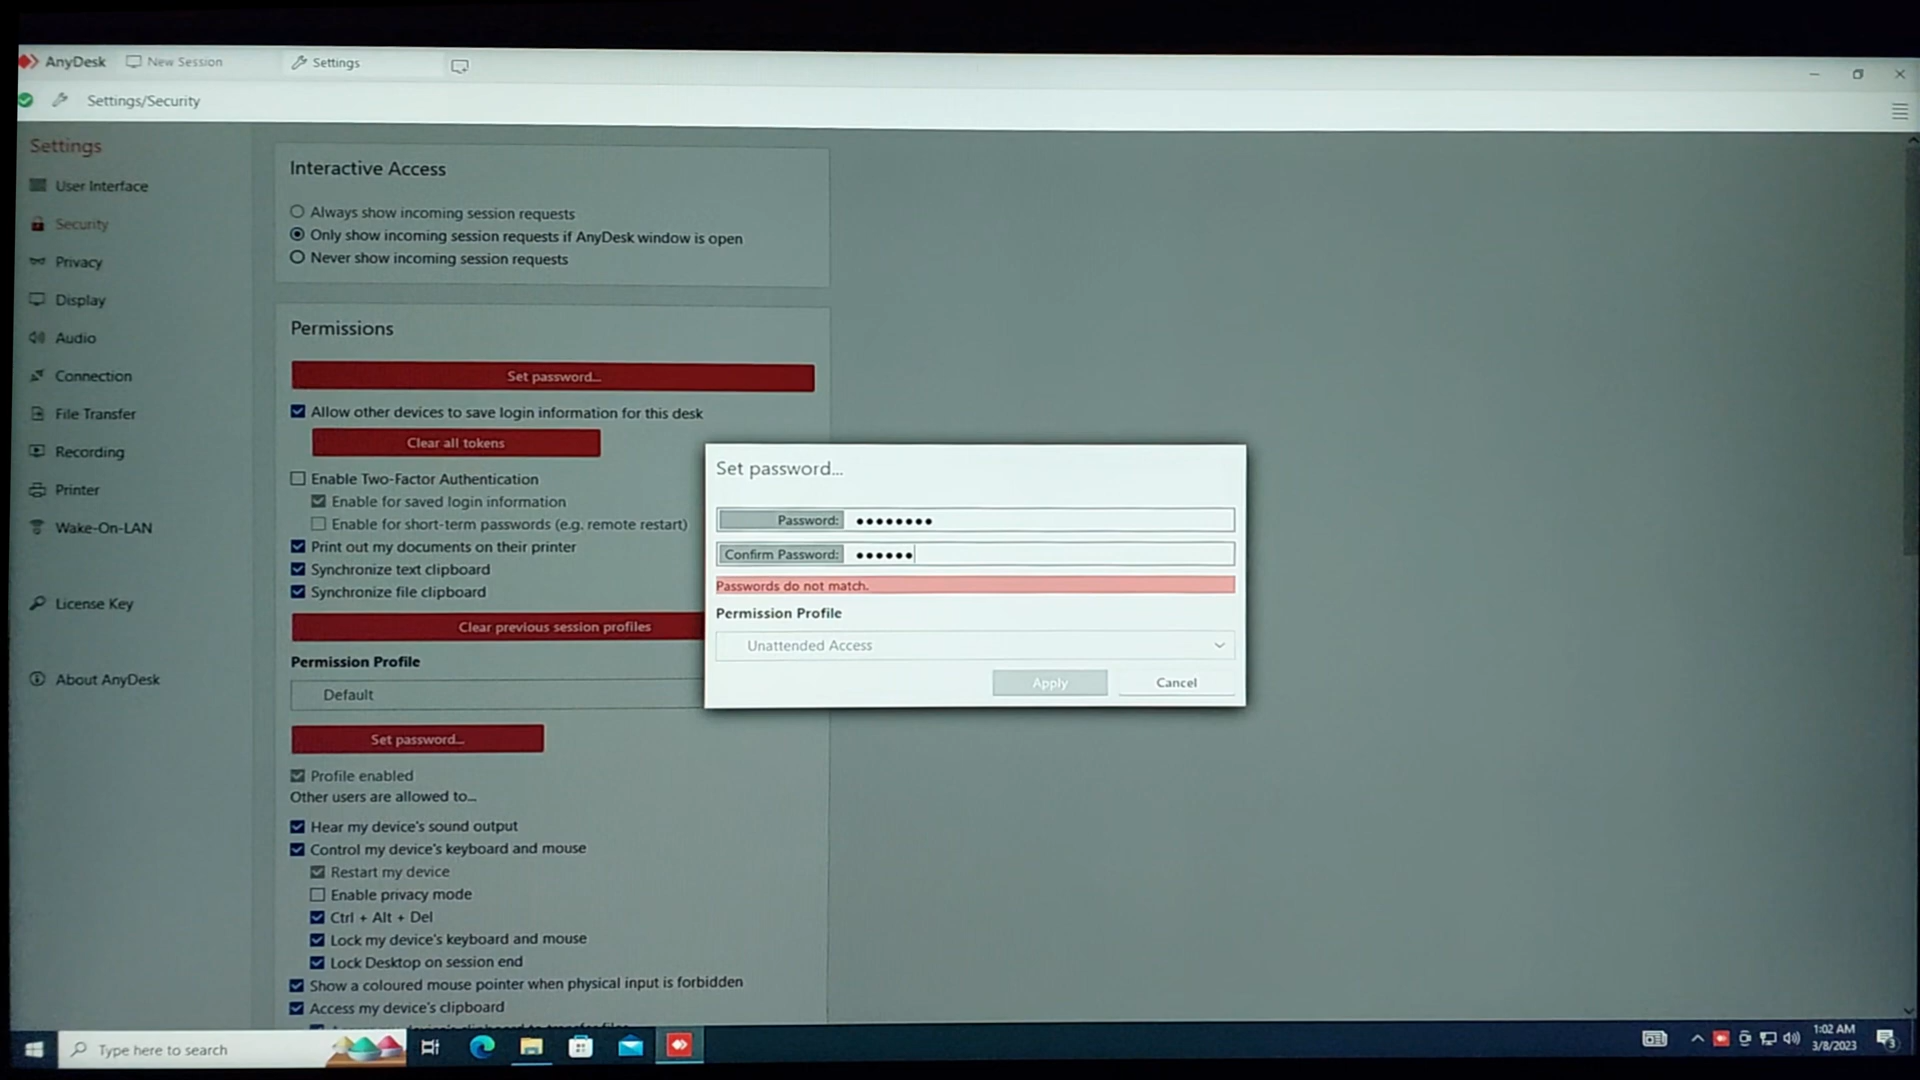 AnyDesk
New Session
Settings
Settings/Security
Settings
User Interface
Security
Privacy
Display
Audio
Connection
File Transfer
Recording
Printer
Wake-On-LAN
License Key
About AnyDesk
Interactive Access
Always show incoming session requests
Only show incoming session requests if AnyDesk window is open
Never show incoming session requests
Permissions
Set password...
Allow other devices to save login information for this desk
Clear all tokens
Enable Two-Factor Authentication
Enable for saved login information
Enable for short-term passwords (e.g. remote restart)
Print out my documents on their printer
Synchronize text clipboard
Synchronize file clipboard
Clear previous session profiles
Permission Profile
Default
Set password...
Profile enabled
Other users are allowed to...
Hear my device's sound output
Control my device's keyboard and mouse
Restart my device
Enable privacy mode
Ctrl + Alt + Del
Lock my device's keyboard and mouse
Lock Desktop on session end
Show a coloured mouse pointer when physical input is forbidden
Access my device's clipboard
Set password...
Password: ••••••••
Confirm Password: ••••••
Passwords do not match.
Permission Profile
Unattended Access
Apply
Cancel
Type here to search
1:02 AM
3/8/2023
3